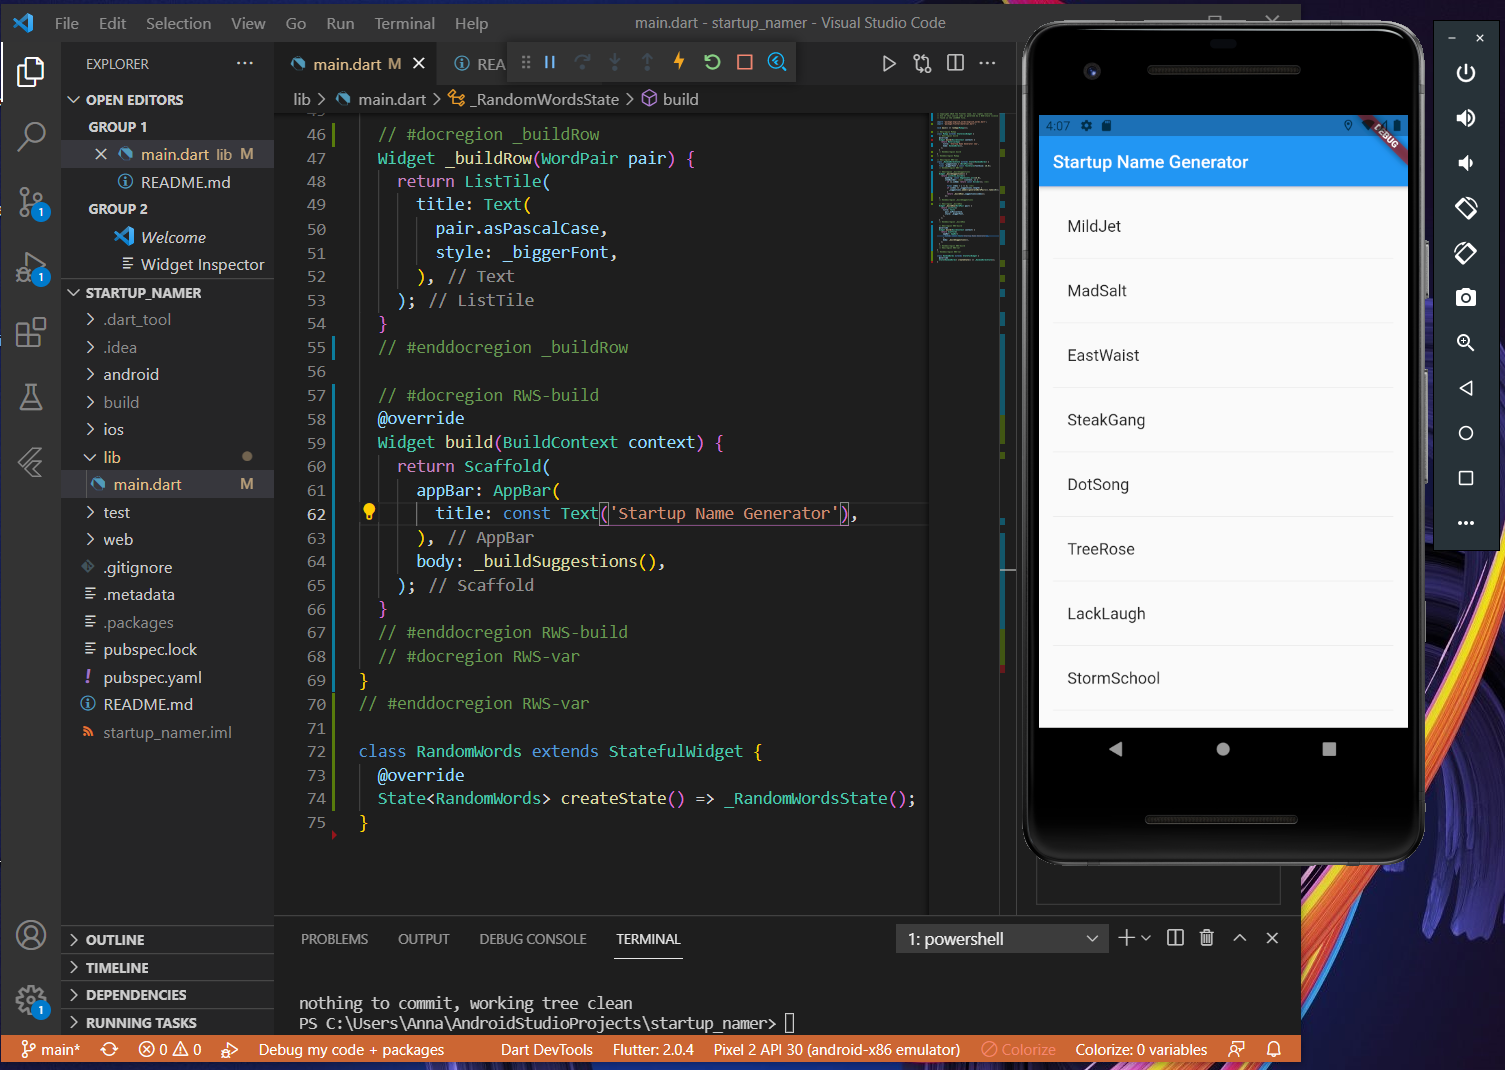 File Edit Selection View Go Run Terminal Help
main.dart - startup_namer - Visual Studio Code
EXPLORER
OPEN EDITORS
GROUP 1
main.dart lib M
README.md
GROUP 2
Welcome
Widget Inspector
STARTUP_NAMER
.dart_tool
.idea
android
build
ios
lib
main.dart M
test
web
.gitignore
.metadata
.packages
pubspec.lock
pubspec.yaml
README.md
startup_namer.iml
OUTLINE
TIMELINE
DEPENDENCIES
RUNNING TASKS
1
1
1
main.dart M
REA
lib > main.dart > _RandomWordsState > build
46 // #docregion _buildRow
47 Widget _buildRow(WordPair pair) {
48 return ListTile(
49 title: Text(
50 pair.asPascalCase,
51 style: _biggerFont,
52 ), // Text
53 ); // ListTile
54 }
55 // #enddocregion _buildRow
56
57 // #docregion RWS-build
58 @override
59 Widget build(BuildContext context) {
60 return Scaffold(
61 appBar: AppBar(
62 title: const Text('Startup Name Generator'),
63 ), // AppBar
64 body: _buildSuggestions(),
65 ); // Scaffold
66 }
67 // #enddocregion RWS-build
68 // #docregion RWS-var
69 }
70 // #enddocregion RWS-var
71
72 class RandomWords extends StatefulWidget {
73 @override
74 State<RandomWords> createState() => _RandomWordsState();
75 }
PROBLEMS OUTPUT DEBUG CONSOLE TERMINAL
1: powershell
nothing to commit, working tree clean
PS C:\Users\Anna\AndroidStudioProjects\startup_namer>
main* 0 0 Debug my code + packages Dart DevTools Flutter: 2.0.4 Pixel 2 API 30 (android-x86 emulator) Colorize Colorize: 0 variables
4:07
DEBUG
Startup Name Generator
MildJet
MadSalt
EastWaist
SteakGang
DotSong
TreeRose
LackLaugh
StormSchool